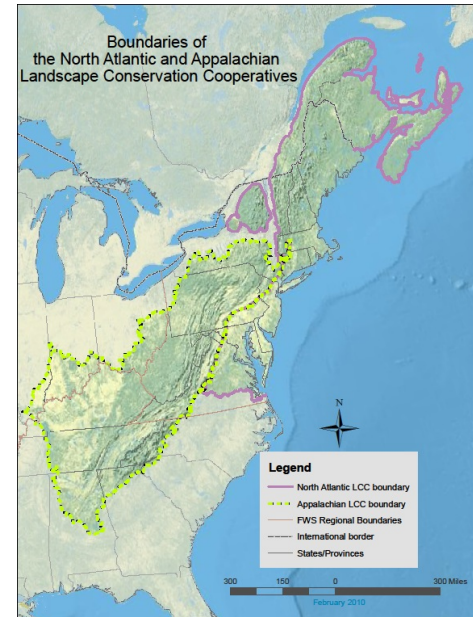 Boundaries of
the North Atlantic and Appalachian
Landscape Conservation Cooperatives
N
Legend
North Atlantic LCC boundary
Appalachian LCC boundary
FWS Regional Boundaries
International border
States/Provinces
300 150 0 300 Miles
February 2010